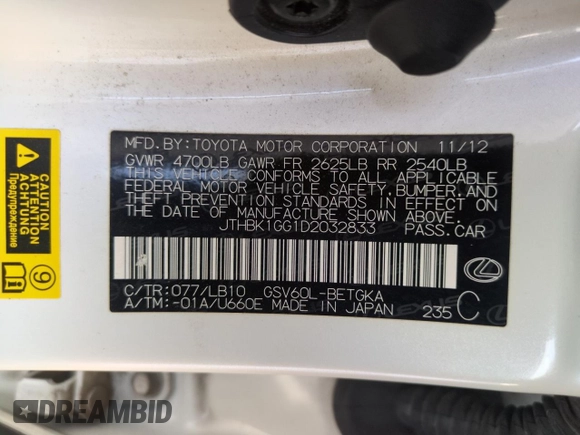 MFD.BY:TOYOTA MOTOR CORPORATION 11/12
GVWR 4700LB GAWR FR 2625LB RR 2540LB
THIS VEHICLE CONFORMS TO ALL APPLICABLE
FEDERAL MOTOR VEHICLE SAFETY,BUMPER,AND
THEFT PREVENTION STANDARDS IN EFFECT ON
THE DATE OF MANUFACTURE SHOWN ABOVE.
JTHBK1GG1D2032833 PASS.CAR
C/TR:077/LB10 GSV60L-BETGKA
A/TM:-01A/U660E MADE IN JAPAN 235 C
CAUTION
ATTENTION
ВНИМАНИЕ
9
DREAMBID